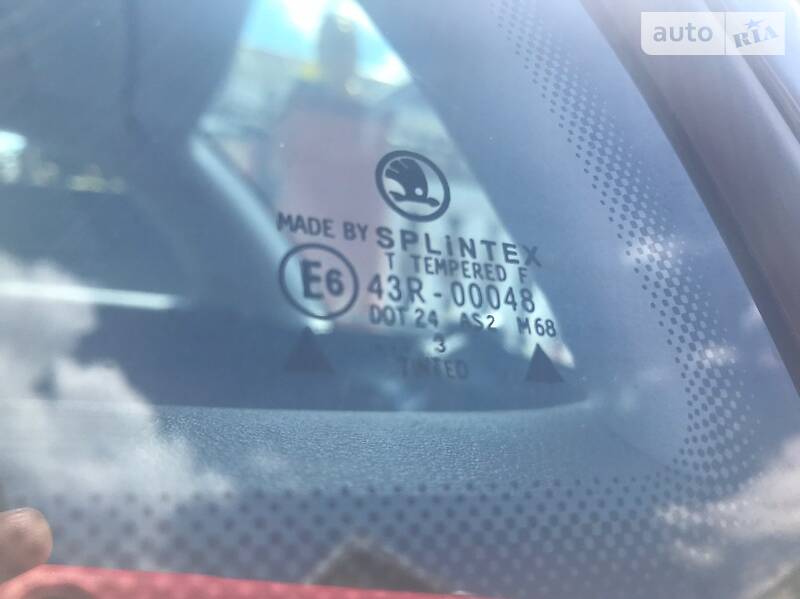 auto RIA
MADE BY SPLiNTEX
T TEMPERED F
E6 43R-00048
DOT 24 AS2 M68
3
TINTED